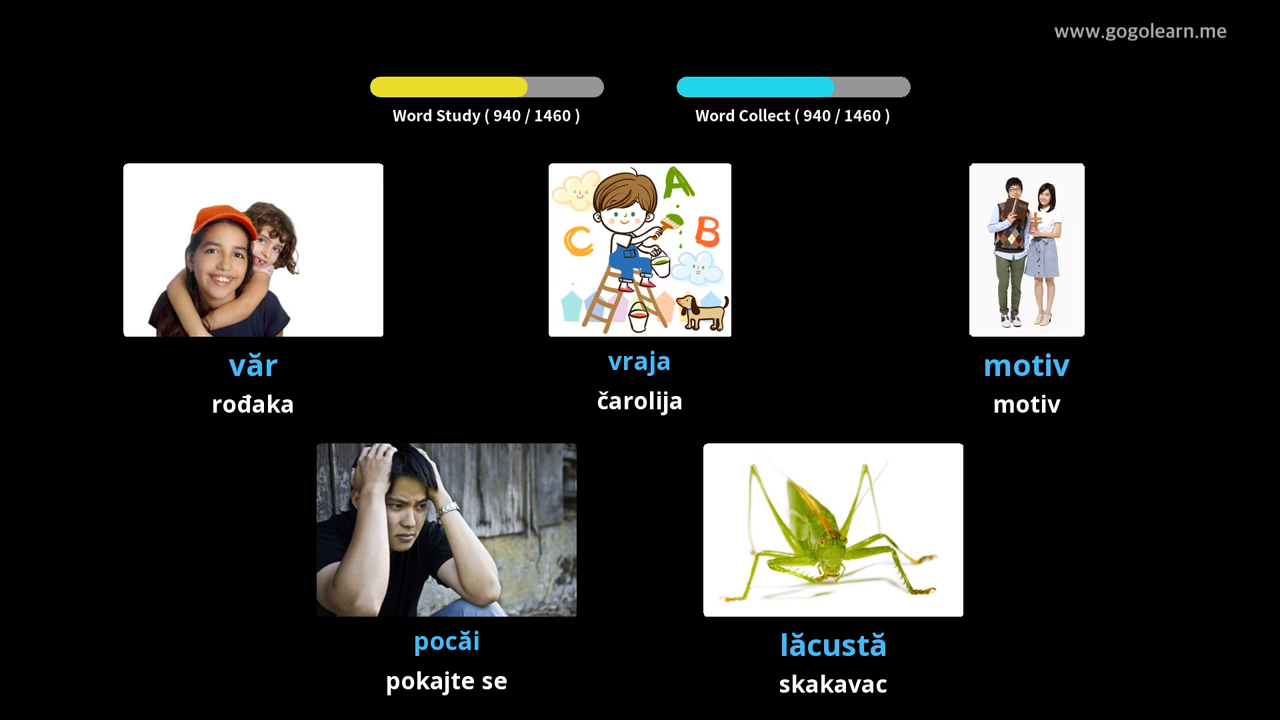 www.gogolearn.me
Word Study ( 940 / 1460 )
Word Collect ( 940 / 1460 )
A
B
C
văr
rođaka
vraja
čarolija
motiv
motiv
pocăi
pokajte se
lăcustă
skakavac